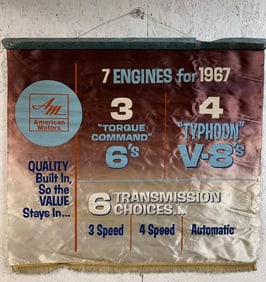 7 ENGINES for 1967
AM
American
Motors
3
"TORQUE
COMMAND"
6's
4
"TYPHOON"
V-8's
QUALITY
Built In,
So the
VALUE
Stays In...
6 TRANSMISSION
CHOICES...
3 Speed
4 Speed
Automatic